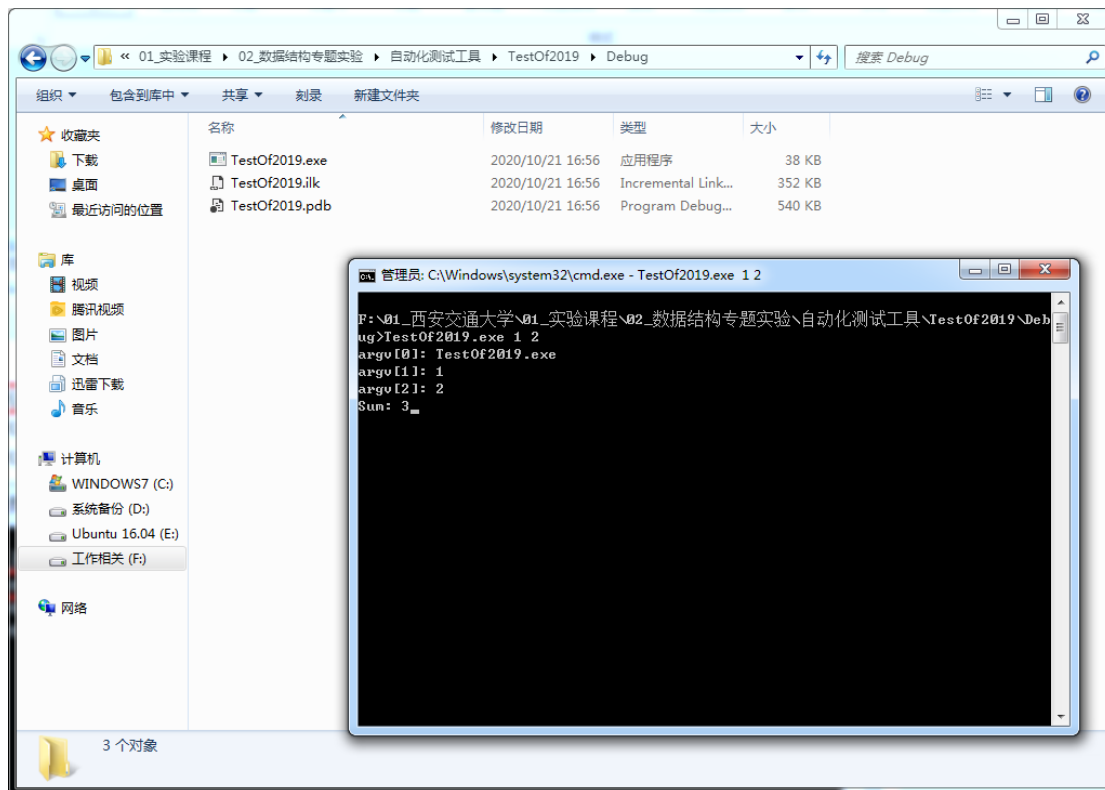 « 01_实验课程 ▸ 02_数据结构专题实验 ▸ 自动化测试工具 ▸ TestOf2019 ▸ Debug
搜索 Debug
组织 包含到库中 共享 刻录 新建文件夹
收藏夹
下载
桌面
最近访问的位置
库
视频
腾讯视频
图片
文档
迅雷下载
音乐
计算机
WINDOWS7 (C:)
系统备份 (D:)
Ubuntu 16.04 (E:)
工作相关 (F:)
网络
名称 修改日期 类型 大小
TestOf2019.exe 2020/10/21 16:56 应用程序 38 KB
TestOf2019.ilk 2020/10/21 16:56 Incremental Link... 352 KB
TestOf2019.pdb 2020/10/21 16:56 Program Debug... 540 KB
管理员: C:\Windows\system32\cmd.exe - TestOf2019.exe 1 2
F:\01_西安交通大学\01_实验课程\02_数据结构专题实验\自动化测试工具\TestOf2019\Deb
ug>TestOf2019.exe 1 2
argv[0]: TestOf2019.exe
argv[1]: 1
argv[2]: 2
Sum: 3
3 个对象